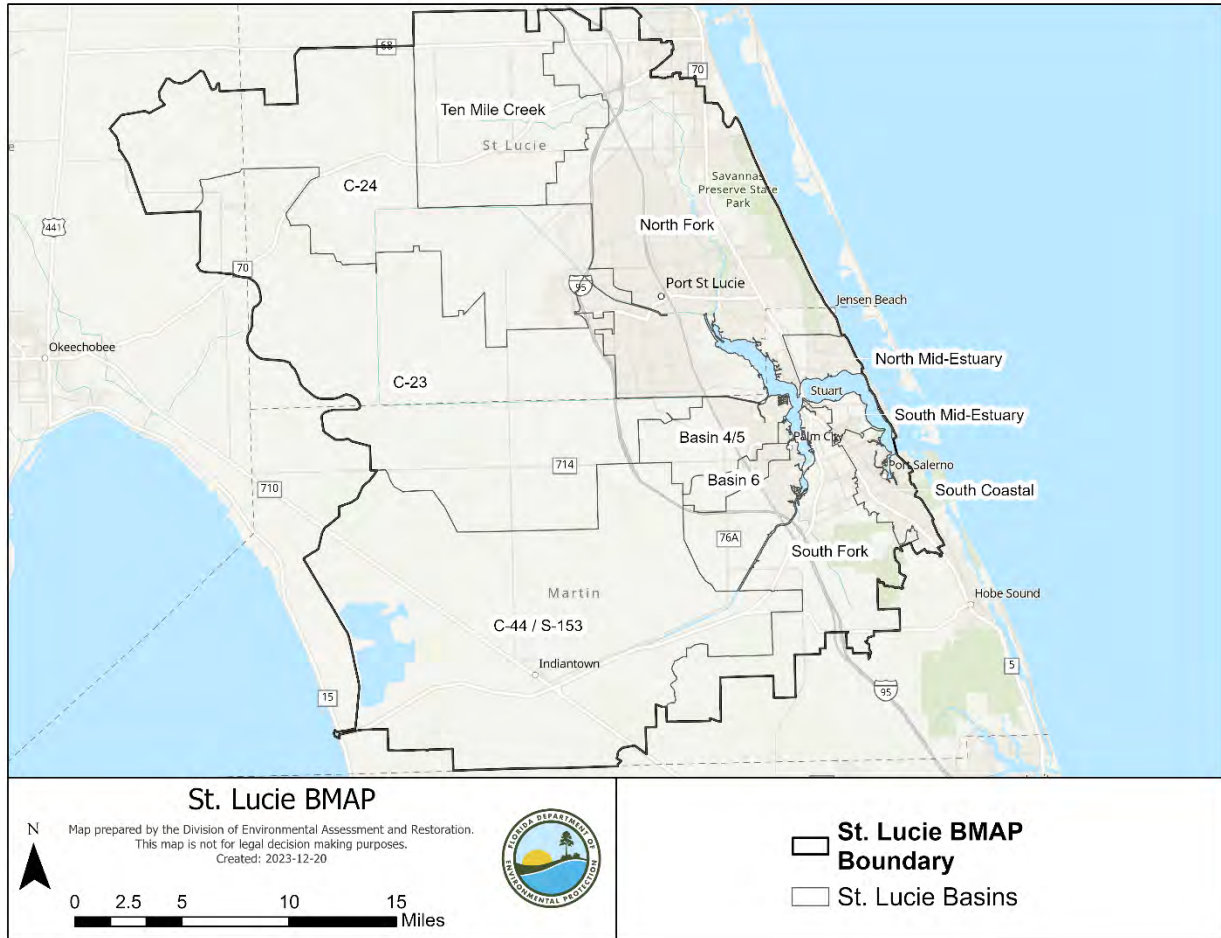 68
70
Ten Mile Creek
St Lucie
Savannas
Preserve State
Park
C-24
North Fork
441
70
95
Port St Lucie
Jensen Beach
Okeechobee
North Mid-Estuary
C-23
Stuart
South Mid-Estuary
Basin 4/5
Palm City
714
Port Salerno
710
Basin 6
South Coastal
76A
South Fork
Martin
Hobe Sound
C-44 / S-153
Indiantown
5
15
95
St. Lucie BMAP
N
Map prepared by the Division of Environmental Assessment and Restoration.
This map is not for legal decision making purposes.
Created: 2023-12-20
0 2.5 5 10 15
Miles
FLORIDA DEPARTMENT OF
ENVIRONMENTAL PROTECTION
St. Lucie BMAP
Boundary
St. Lucie Basins